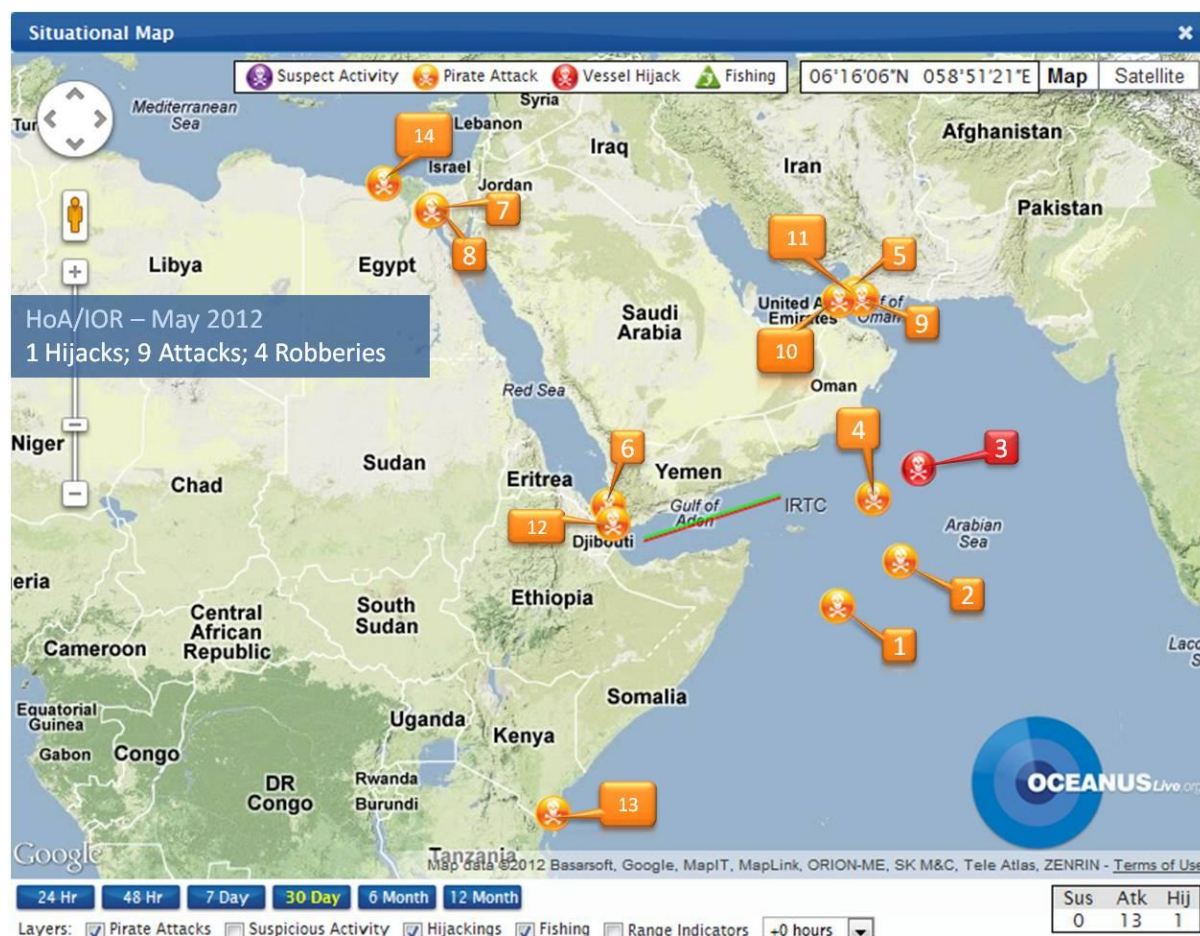 Situational Map
Suspect Activity Pirate Attack Vessel Hijack Fishing
06°16'06"N 058°51'21"E Map Satellite
Mediterranean
Sea
Syria
Lebanon
Tur
14
Israel
Iraq
Iran
Afghanistan
Jordan
Pakistan
7
8
11
5
Libya
Egypt
Saudi
Arabia
United A
Emirates
f of
Oman
9
10
HoA/IOR – May 2012
1 Hijacks; 9 Attacks; 4 Robberies
Red Sea
Oman
Niger
Chad
Sudan
Eritrea
6
Yemen
4
3
Gulf of
Aden
IRTC
12
Djibouti
Arabian
Sea
eria
Ethiopia
2
Central
African
Republic
South
Sudan
1
Cameroon
Lacc
S
Somalia
Equatorial
Guinea
Uganda
Kenya
Gabon
Congo
DR
Congo
Rwanda
Burundi
13
OCEANUS Live.org
Tanzania
Google
Map data ©2012 Basarsoft, Google, MapIT, MapLink, ORION-ME, SK M&C, Tele Atlas, ZENRIN - Terms of Use
24 Hr 48 Hr 7 Day 30 Day 6 Month 12 Month
Sus Atk Hij
0 13 1
Layers: Pirate Attacks Suspicious Activity Hijackings Fishing Range Indicators +0 hours